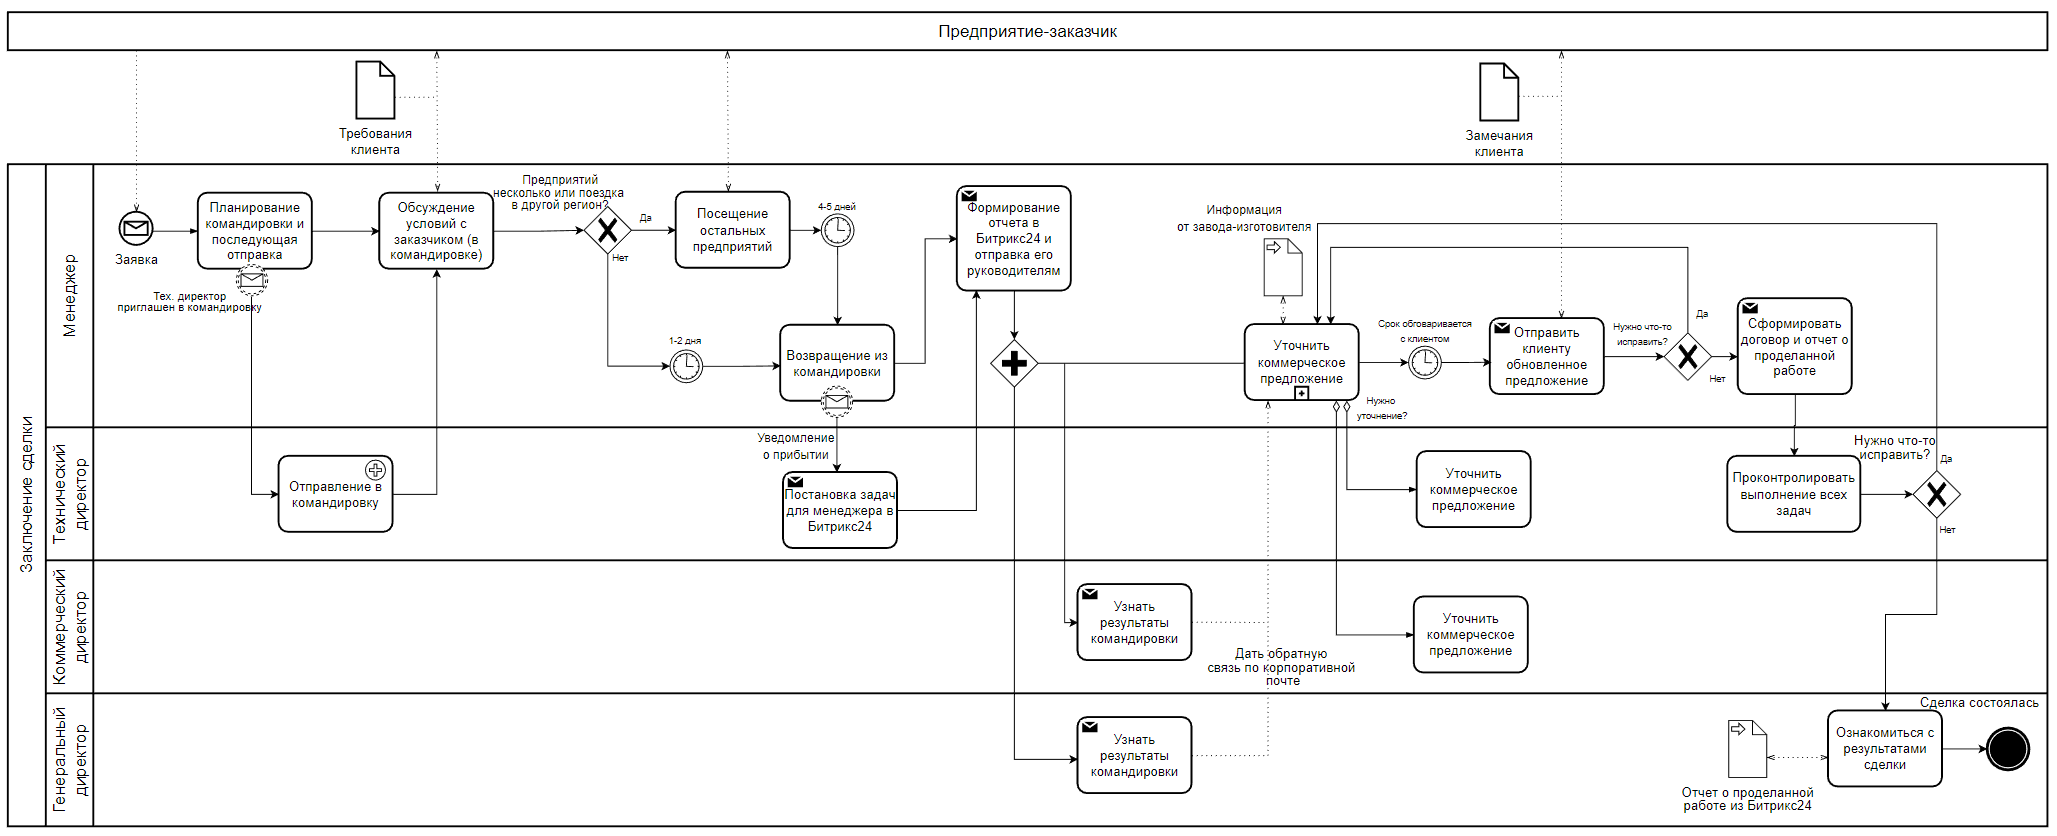 Предприятие-заказчик
Требования
клиента
Замечания
клиента
Заключение сделки
Менеджер
Заявка
Планирование
командировки и
последующая
отправка
Тех. директор
приглашен в командировку
Обсуждение
условий с
заказчиком (в
командировке)
Предприятий
несколько или поездка
в другой регион?
Да
Нет
Посещение
остальных
предприятий
4-5 дней
1-2 дня
Возвращение из
командировки
Формирование
отчета в
Битрикс24 и
отправка его
руководителям
Информация
от завода-изготовителя
Уточнить
коммерческое
предложение
Нужно
уточнение?
Срок обговаривается
с клиентом
Отправить
клиенту
обновленное
предложение
Нужно что-то
исправить?
Да
Нет
Сформировать
договор и отчет о
проделанной
работе
Технический
директор
Отправление в
командировку
Уведомление
о прибытии
Постановка задач
для менеджера в
Битрикс24
Уточнить
коммерческое
предложение
Проконтролировать
выполнение всех
задач
Нужно что-то
исправить?
Да
Нет
Коммерческий
директор
Узнать
результаты
командировки
Дать обратную
связь по корпоративной
почте
Уточнить
коммерческое
предложение
Генеральный
директор
Узнать
результаты
командировки
Отчет о проделанной
работе из Битрикс24
Ознакомиться с
результатами
сделки
Сделка состоялась